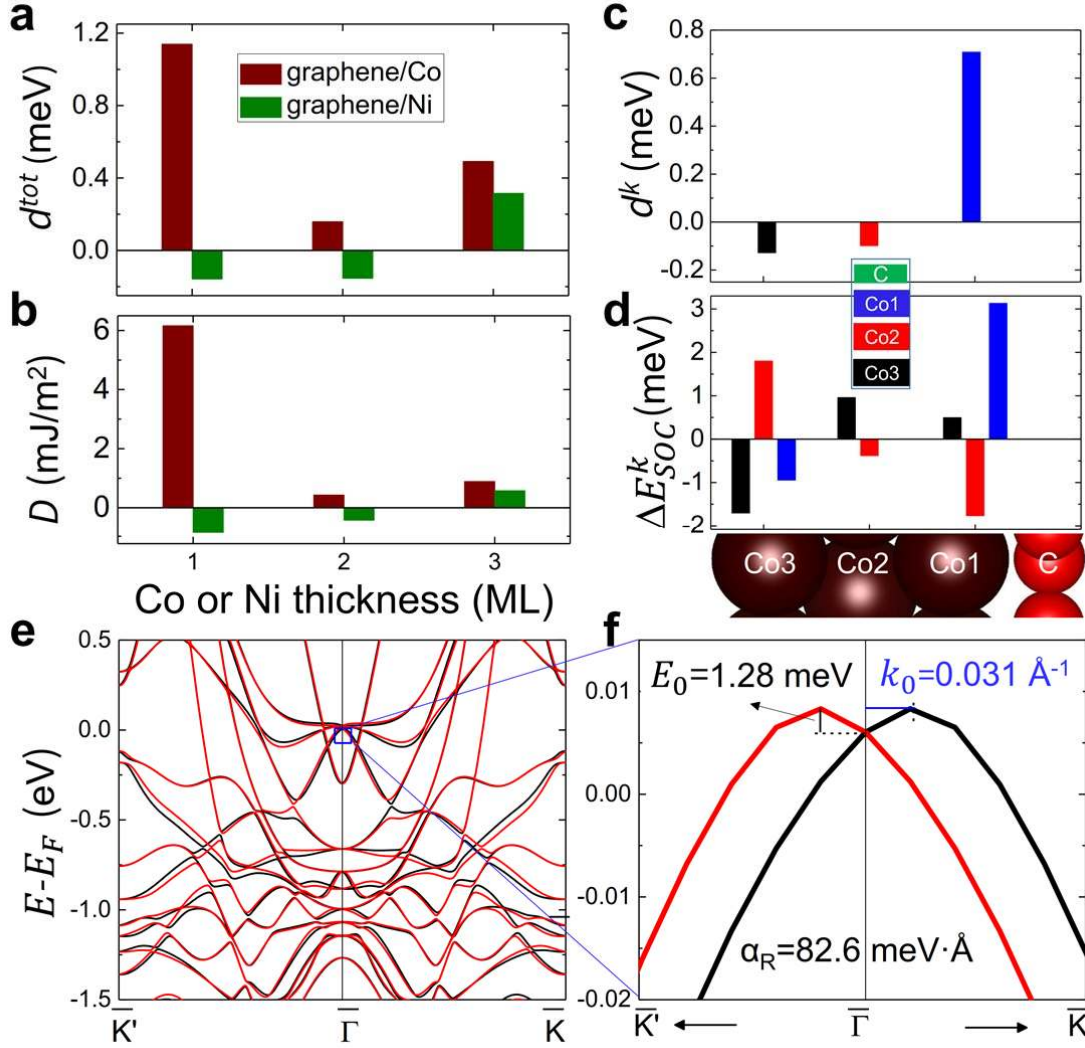 a
1.2
0.8
0.4
0.0
d^tot (meV)
graphene/Co
graphene/Ni
b
6
4
2
0
D (mJ/m²)
1 2 3
Co or Ni thickness (ML)
c
0.8
0.6
0.4
0.2
0.0
-0.2
d^k (meV)
C
Co1
Co2
Co3
d
3
2
1
0
-1
-2
ΔE^k_SOC (meV)
Co3 Co2 Co1 C
e
0.5
0.0
-0.5
-1.0
-1.5
E-E_F (eV)
K̅' Γ̅ K̅
f
E₀=1.28 meV
k₀=0.031 Å⁻¹
0.01
0.00
-0.01
-0.02
α_R=82.6 meV·Å
K̅' Γ̅ K̅